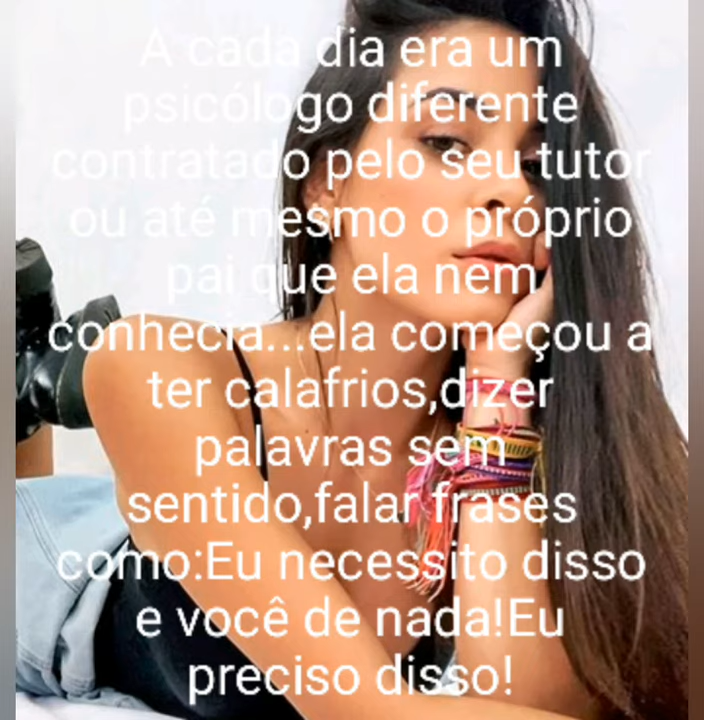 A cada dia era um
psicólogo diferente
contratado pelo seu tutor
ou até mesmo o próprio
pai que ela nem
conhecia...ela começou a
ter calafrios,dizer
palavras sem
sentido,falar frases
como:Eu necessito disso
e você de nada!Eu
preciso disso!